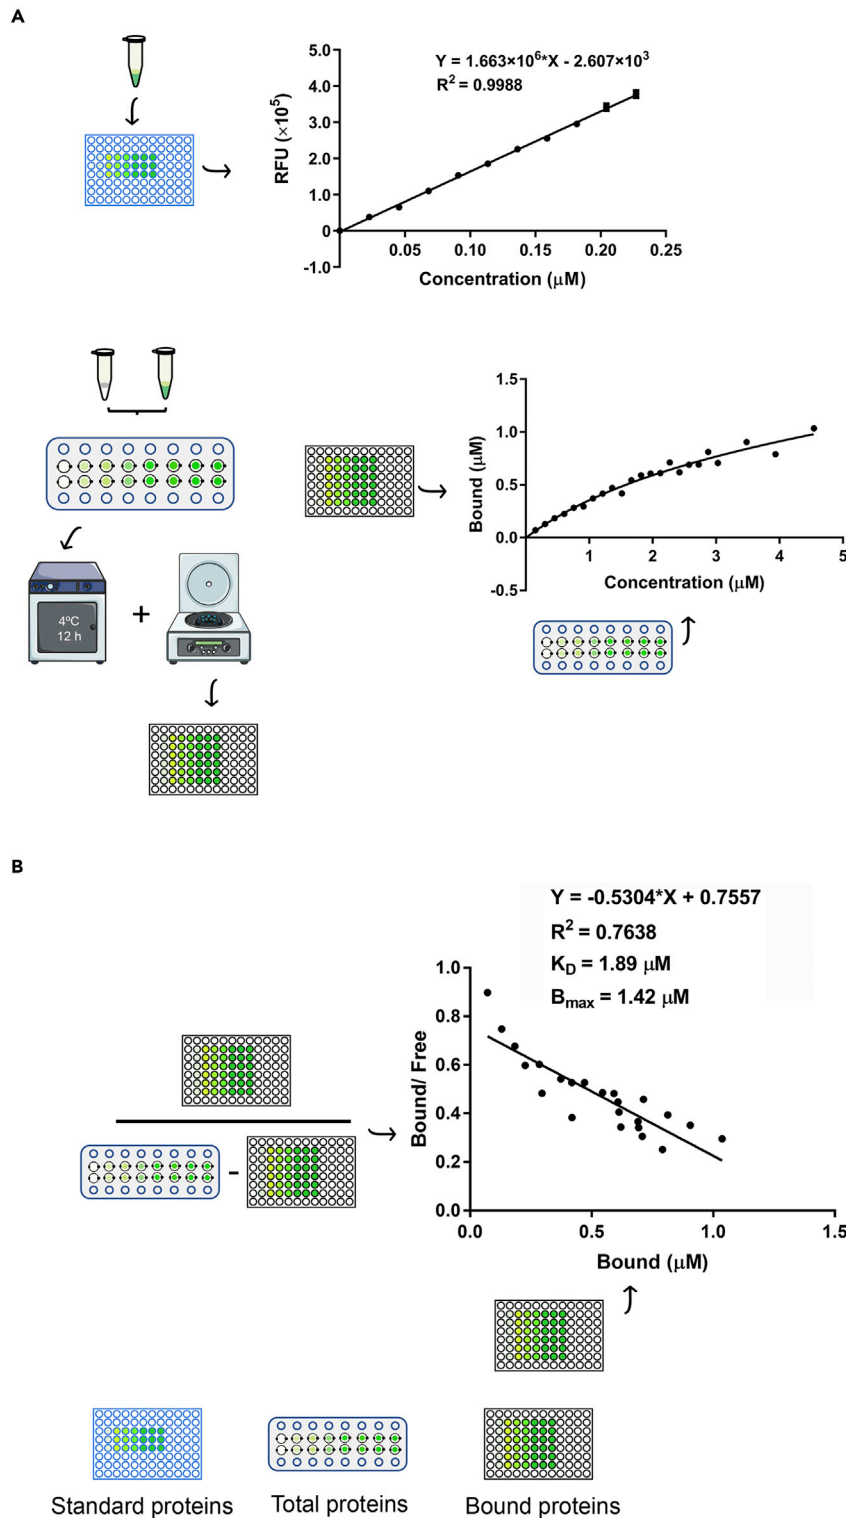 A
Y = 1.663×10⁶*X - 2.607×10³
R² = 0.9988
RFU (×10⁵)
5.0
4.0
3.0
2.0
1.0
0
-1.0
0.05 0.10 0.15 0.20 0.25
Concentration (μM)
4ºC
12 h
+
Bound (μM)
1.5
1.0
0.5
0.0
-0.5
1 2 3 4 5
Concentration (μM)
B
Y = -0.5304*X + 0.7557
R² = 0.7638
K_D = 1.89 μM
B_max = 1.42 μM
Bound/ Free
1.0
0.8
0.6
0.4
0.2
0.0
-
0.0 0.5 1.0 1.5
Bound (μM)
Standard proteins Total proteins Bound proteins